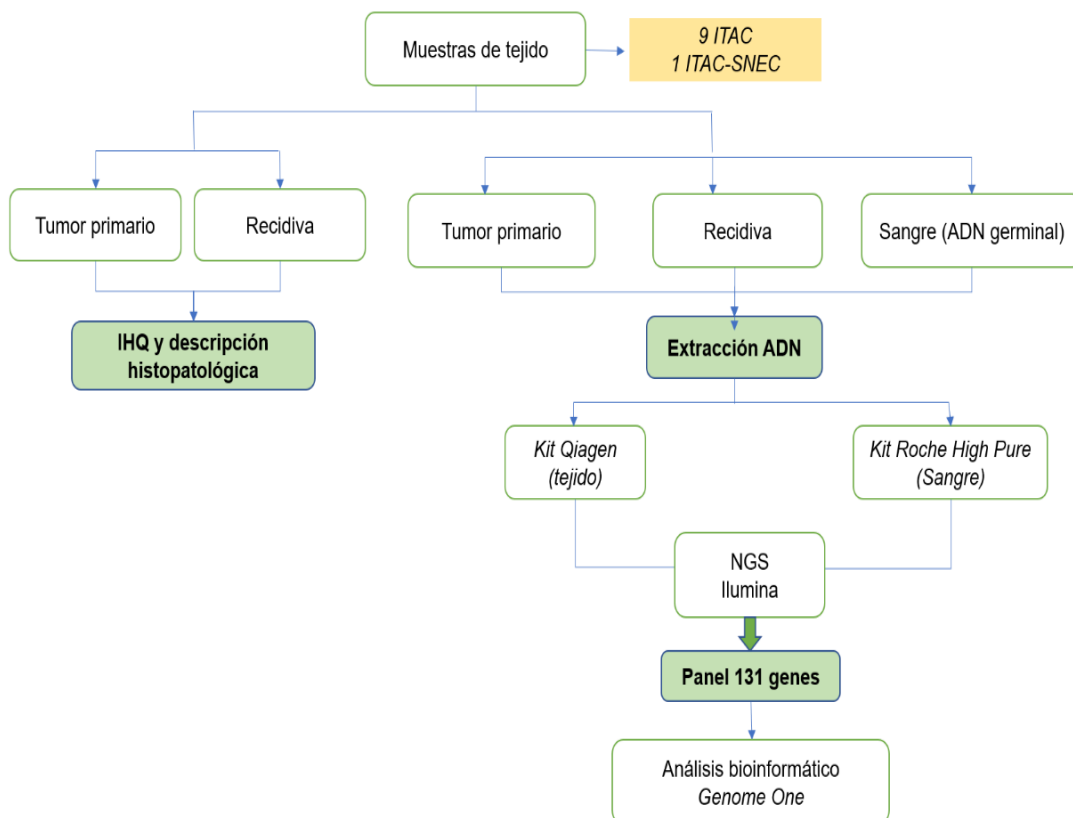 Muestras de tejido
9 ITAC
1 ITAC-SNEC
Tumor primario
Recidiva
Tumor primario
Recidiva
Sangre (ADN germinal)
IHQ y descripción
histopatológica
Extracción ADN
Kit Qiagen
(tejido)
Kit Roche High Pure
(Sangre)
NGS
Ilumina
Panel 131 genes
Análisis bioinformático
Genome One